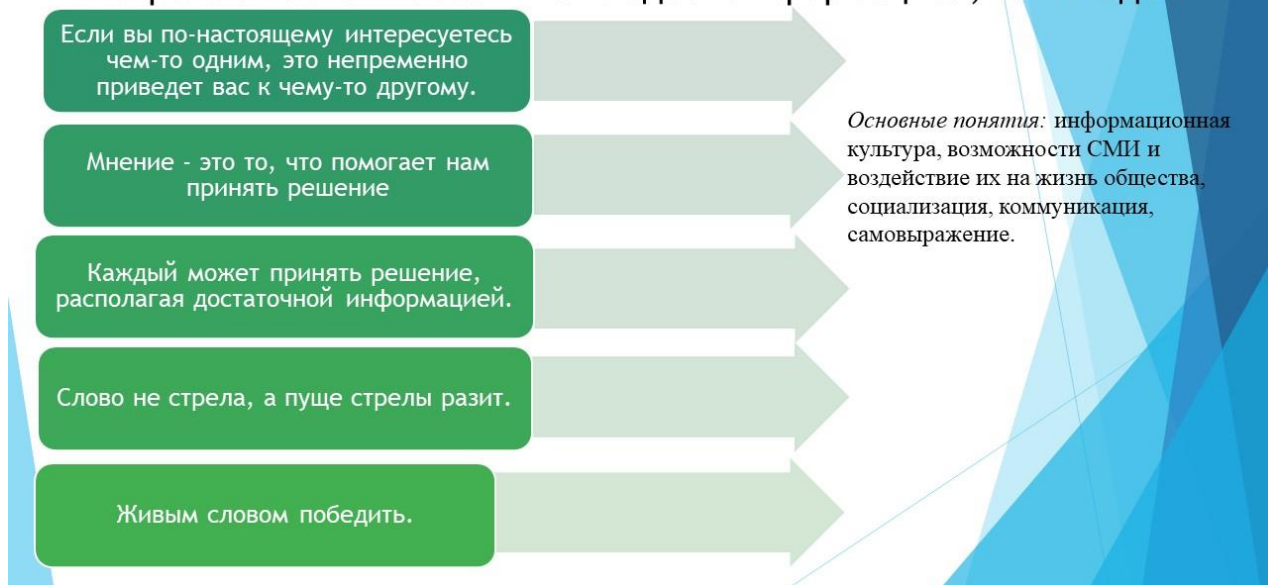 Если вы по-настоящему интересуетесь
чем-то одним, это непременно
приведет вас к чему-то другому.
Мнение - это то, что помогает нам
принять решение
Каждый может принять решение,
располагая достаточной информацией.
Слово не стрела, а пуще стрелы разит.
Живым словом победить.
Основные понятия: информационная
культура, возможности СМИ и
воздействие их на жизнь общества,
социализация, коммуникация,
самовыражение.